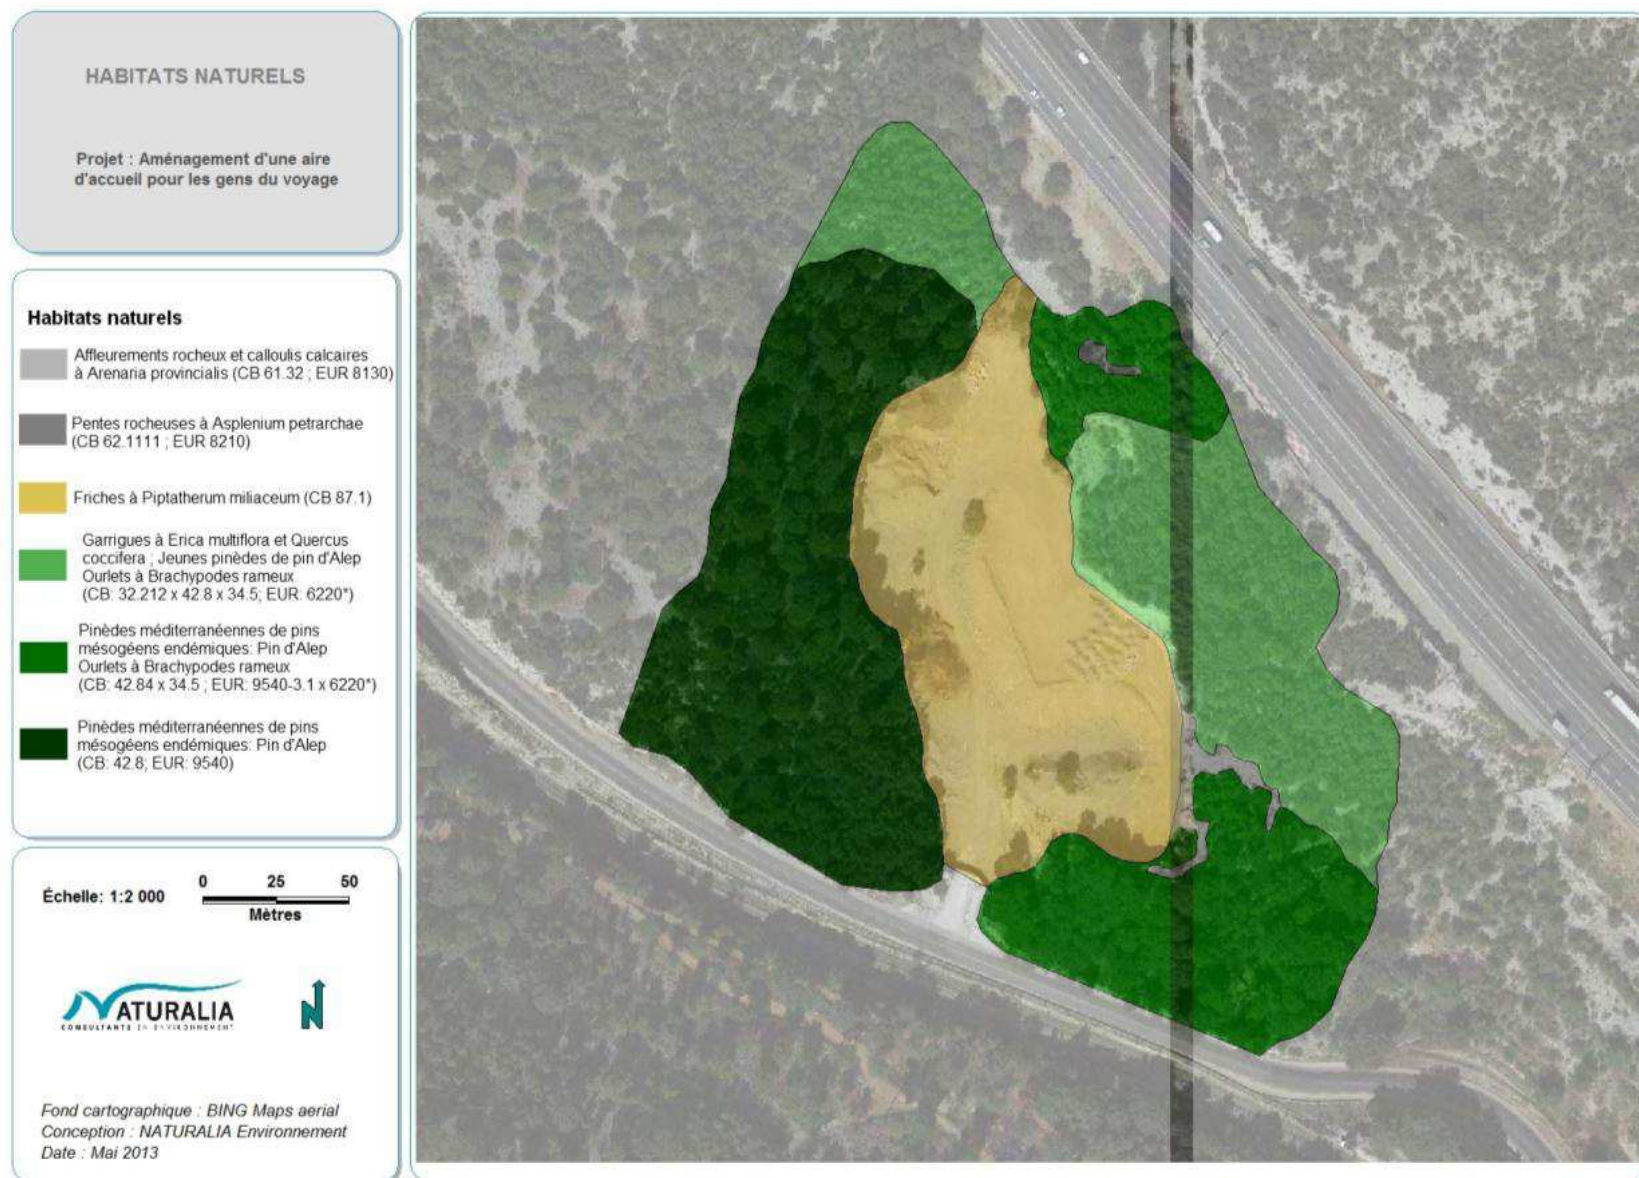 HABITATS NATURELS
Projet : Aménagement d'une aire
d'accueil pour les gens du voyage
Habitats naturels
Affleurements rocheux et calloulis calcaires
à Arenaria provincialis (CB 61.32 ; EUR 8130)
Pentes rocheuses à Asplenium petrarchae
(CB 62.1111 ; EUR 8210)
Friches à Piptatherum miliaceum (CB 87.1)
Garrigues à Erica multiflora et Quercus
coccifera ; Jeunes pinèdes de pin d'Alep
Ourlets à Brachypodes rameux
(CB: 32.212 x 42.8 x 34.5; EUR: 6220*)
Pinèdes méditerranéennes de pins
mésogéens endémiques: Pin d'Alep
Ourlets à Brachypodes rameux
(CB: 42.84 x 34.5 ; EUR: 9540-3.1 x 6220*)
Pinèdes méditerranéennes de pins
mésogéens endémiques: Pin d'Alep
(CB: 42.8; EUR: 9540)
Échelle: 1:2 000
0 25 50
Mètres
NATURALIA
CONSULTANTS EN ENVIRONNEMENT
N
Fond cartographique : BING Maps aerial
Conception : NATURALIA Environnement
Date : Mai 2013